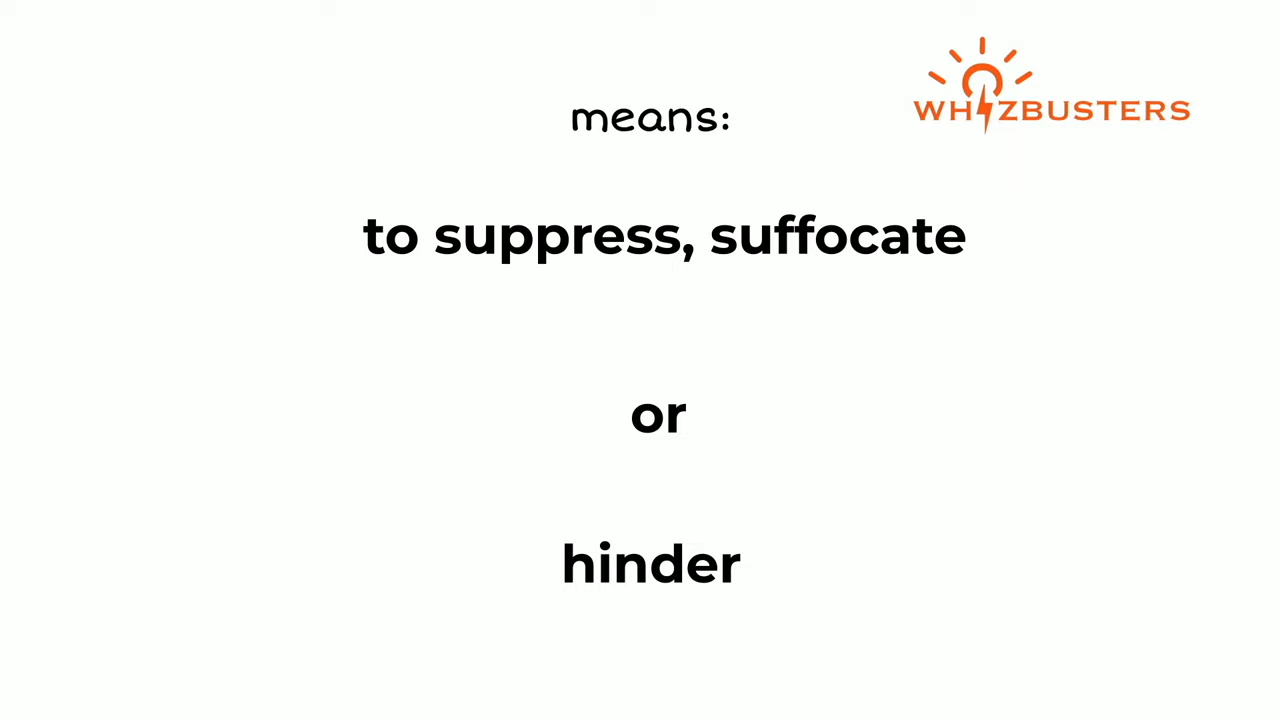 means:
WHIZBUSTERS
to suppress, suffocate
or
hinder